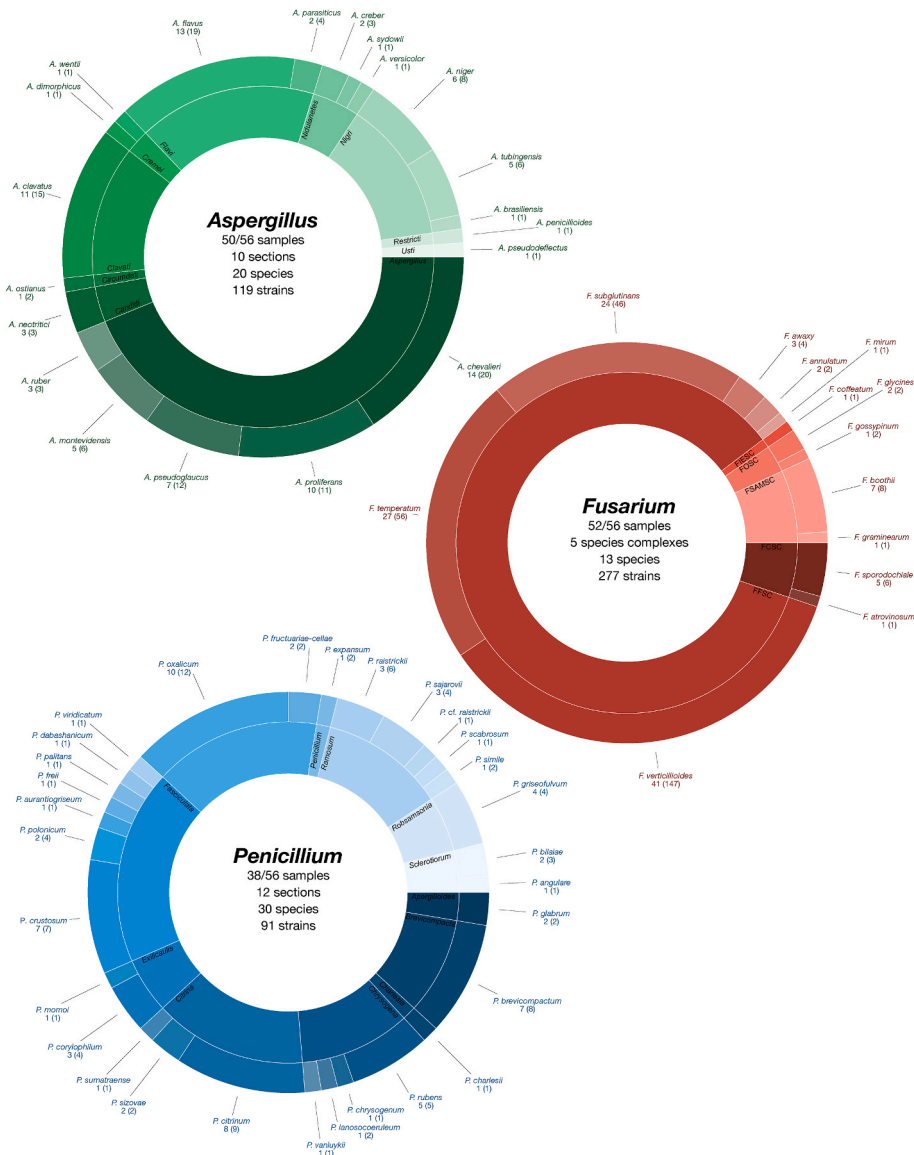 A. flavus
13 (19)
A. parasiticus
2 (4)
A. creber
2 (3)
A. sydowii
1 (1)
A. versicolor
1 (1)
A. niger
6 (8)
A. wentii
1 (1)
A. dimorphicus
1 (1)
A. tubingensis
5 (6)
A. clavatus
11 (15)
A. brasiliensis
1 (1)
A. penicillioides
1 (1)
A. pseudodeflectus
1 (1)
A. ostianus
1 (2)
A. neotritici
3 (3)
A. ruber
3 (3)
A. montevidensis
5 (6)
A. pseudoglaucus
7 (12)
A. proliferans
10 (11)
A. chevalieri
14 (20)
Nidulantes
Nigri
Flavi
Cremei
Restricti
Usti
Clavati
Circumdati
Candidi
Aspergillus
Aspergillus
50/56 samples
10 sections
20 species
119 strains
F. subglutinans
24 (46)
F. awaxy
3 (4)
F. mirum
1 (1)
F. annulatum
2 (2)
F. glycines
2 (2)
F. coffeatum
1 (1)
F. gossypinum
1 (2)
F. boothii
7 (8)
F. graminearum
1 (1)
F. sporodochiale
5 (6)
F. atrovinosum
1 (1)
F. temperatum
27 (56)
F. verticillioides
41 (147)
FIESC
FOSC
FSAMSC
FCSC
FFSC
Fusarium
52/56 samples
5 species complexes
13 species
277 strains
P. fructuariae-cellae
2 (2)
P. expansum
1 (2)
P. raistrickii
3 (6)
P. oxalicum
10 (12)
P. sajarovii
3 (4)
P. cf. raistrickii
1 (1)
P. scabrosum
1 (1)
P. simile
1 (2)
P. griseofulvum
4 (4)
P. viridicatum
1 (1)
P. dabashanicum
1 (1)
P. palitans
1 (1)
P. freii
1 (1)
P. aurantiogriseum
1 (1)
P. polonicum
2 (4)
P. bilaiae
2 (3)
P. angulare
1 (1)
P. glabrum
2 (2)
P. crustosum
7 (7)
P. brevicompactum
7 (8)
P. momoi
1 (1)
P. corylophilum
3 (4)
P. sumatraense
1 (1)
P. sizovae
2 (2)
P. citrinum
8 (9)
P. vanluykii
1 (1)
P. lanosocoeruleum
1 (2)
P. chrysogenum
1 (1)
P. rubens
5 (5)
P. charlesii
1 (1)
Penicillium
Ramosum
Fasciculata
Robsamsonia
Sclerotiorum
Brevicompacta
Exilicaulis
Citrina
Chrysogena
Penicillium
38/56 samples
12 sections
30 species
91 strains